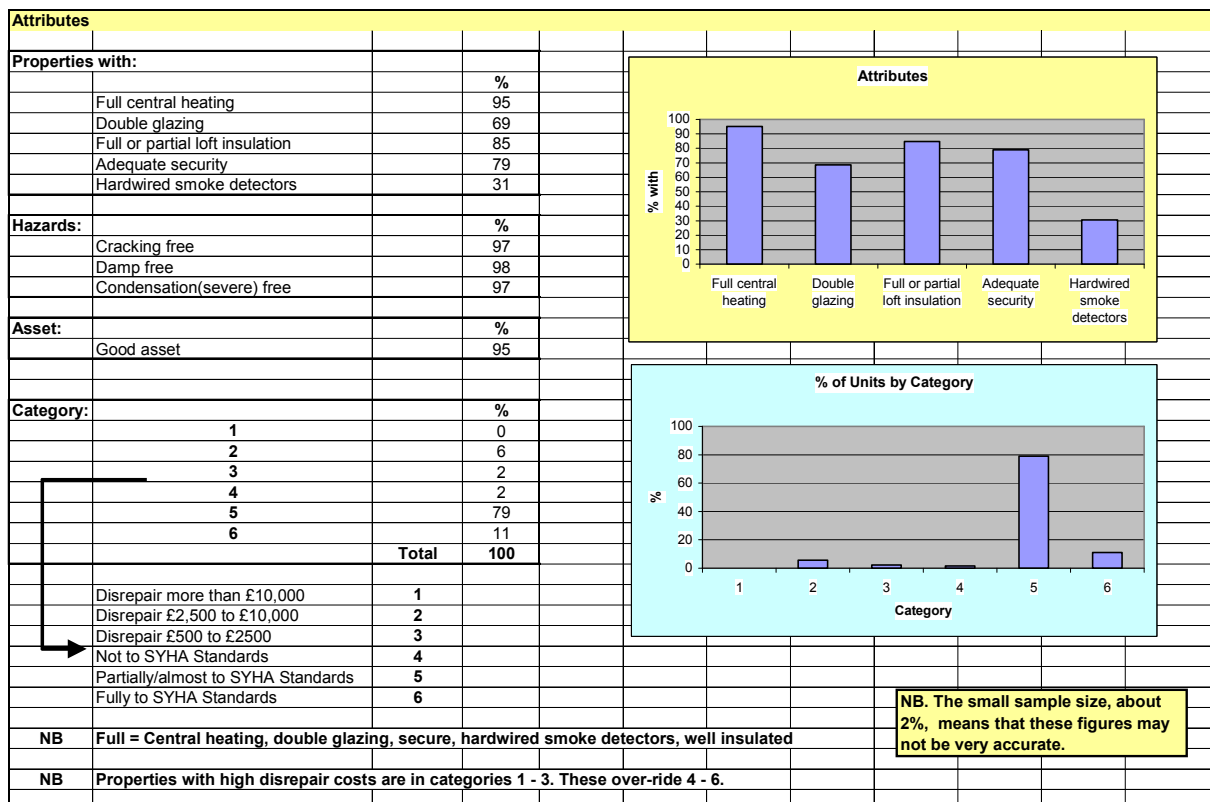 Attributes
Properties with:
%
Full central heating 95
Double glazing 69
Full or partial loft insulation 85
Adequate security 79
Hardwired smoke detectors 31
Hazards: %
Cracking free 97
Damp free 98
Condensation(severe) free 97
Asset: %
Good asset 95
Category: %
1 0
2 6
3 2
4 2
5 79
6 11
Total 100
Disrepair more than £10,000 1
Disrepair £2,500 to £10,000 2
Disrepair £500 to £2500 3
Not to SYHA Standards 4
Partially/almost to SYHA Standards 5
Fully to SYHA Standards 6
NB Full = Central heating, double glazing, secure, hardwired smoke detectors, well insulated
NB Properties with high disrepair costs are in categories 1 - 3. These over-ride 4 - 6.
Attributes
% with
100
90
80
70
60
50
40
30
20
10
0
Full central heating
Double glazing
Full or partial loft insulation
Adequate security
Hardwired smoke detectors
% of Units by Category
%
100
80
60
40
20
0
1 2 3 4 5 6
Category
NB. The small sample size, about
2%, means that these figures may
not be very accurate.